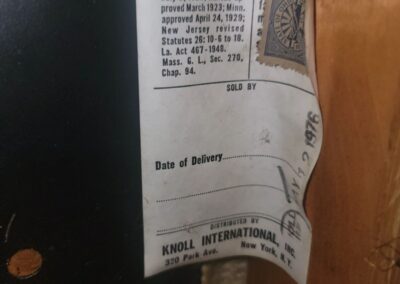 proved March 1923; Minn.
approved April 24, 1929;
New Jersey revised
Statutes 26: 10-6 to 18.
La. Act 467-1948.
Mass. G. L., Sec. 270,
Chap. 94.
SOLD BY
Date of Delivery
MAY 1976
DISTRIBUTED BY
KNOLL INTERNATIONAL, INC.
320 Park Ave. New York, N.Y.